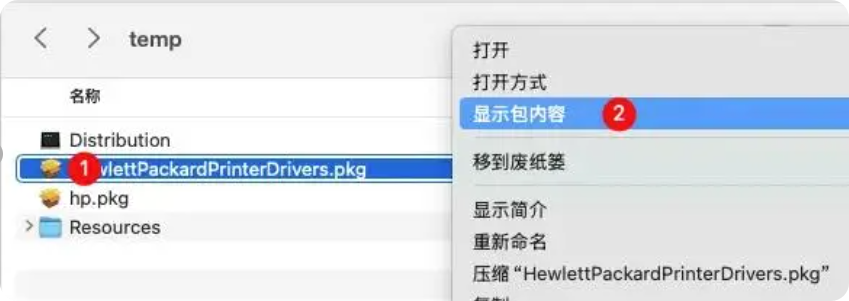 temp
名称
Distribution
1 wlettPackardPrinterDrivers.pkg
hp.pkg
Resources
打开
打开方式
显示包内容 2
移到废纸篓
显示简介
重新命名
压缩“HewlettPackardPrinterDrivers.pkg”